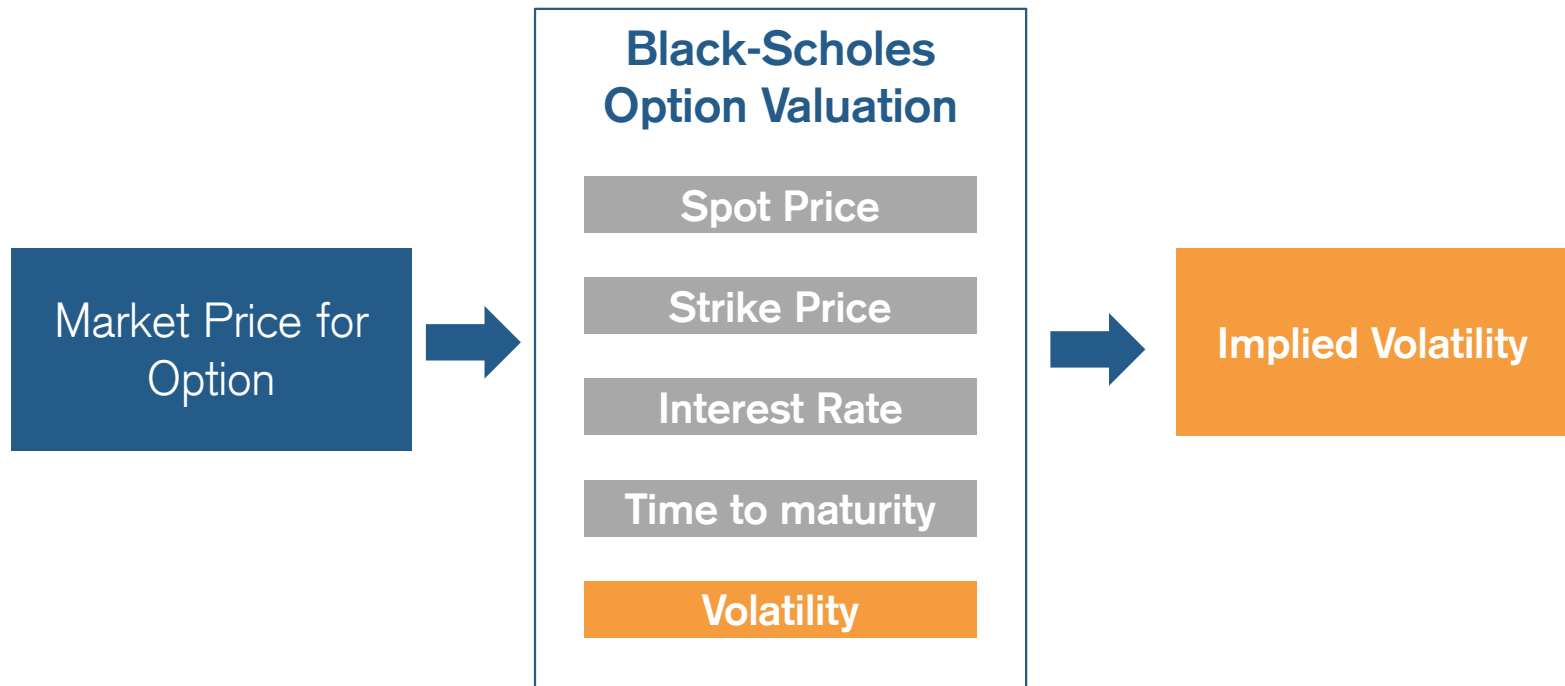 Black-Scholes
Option Valuation
Spot Price
Strike Price
Interest Rate
Time to maturity
Volatility
Market Price for
Option
Implied Volatility